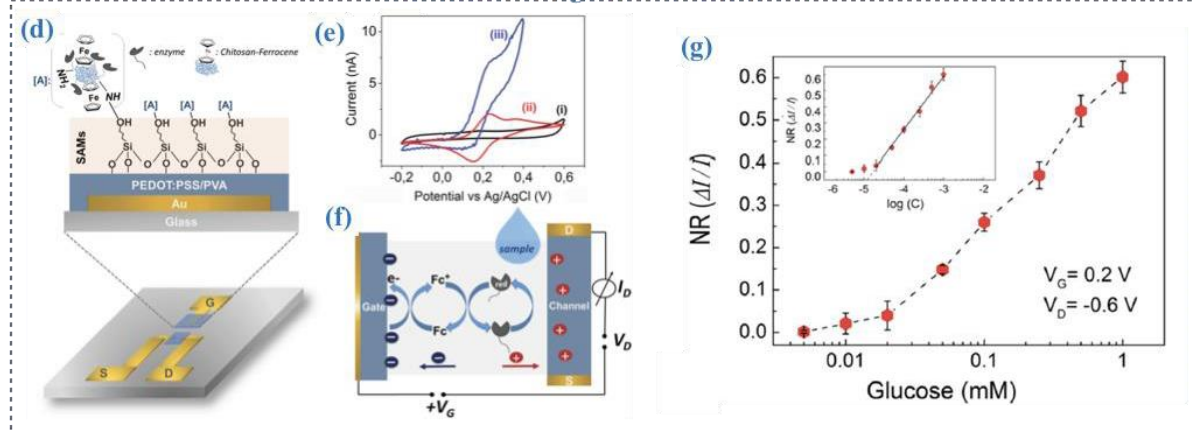 (d)
Fe
: enzyme
Fe
: Chitosan-Ferrocene
[A]:
NH
Fe
NH
[A] [A] [A]
OH OH OH OH
SAMs
Si Si Si Si
O O O O O
O O O O
PEDOT:PSS/PVA
Au
Glass
G
S D
(e)
Current (nA)
10
5
0
(iii)
(ii)
(i)
-0,2 0,0 0,2 0,4 0,6
Potential vs Ag/AgCl (V)
(f)
sample
D
e-
Fc+
red
Gate
Channel
Fc
S
I_D
V_D
+V_G
(g)
NR (ΔI/I)
0.6
0.5
0.4
0.3
0.2
0.1
0.0
0.01 0.1 1
Glucose (mM)
NR (ΔI/I)
0.6
0.5
0.4
0.3
0.2
0.1
0.0
-6 -5 -4 -3 -2
log (C)
V_G= 0.2 V
V_D= -0.6 V